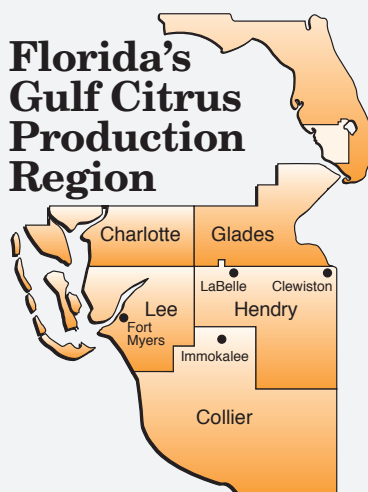 Florida's
Gulf Citrus
Production
Region
Charlotte
Glades
LaBelle
Clewiston
Lee
Hendry
Fort
Myers
Immokalee
Collier